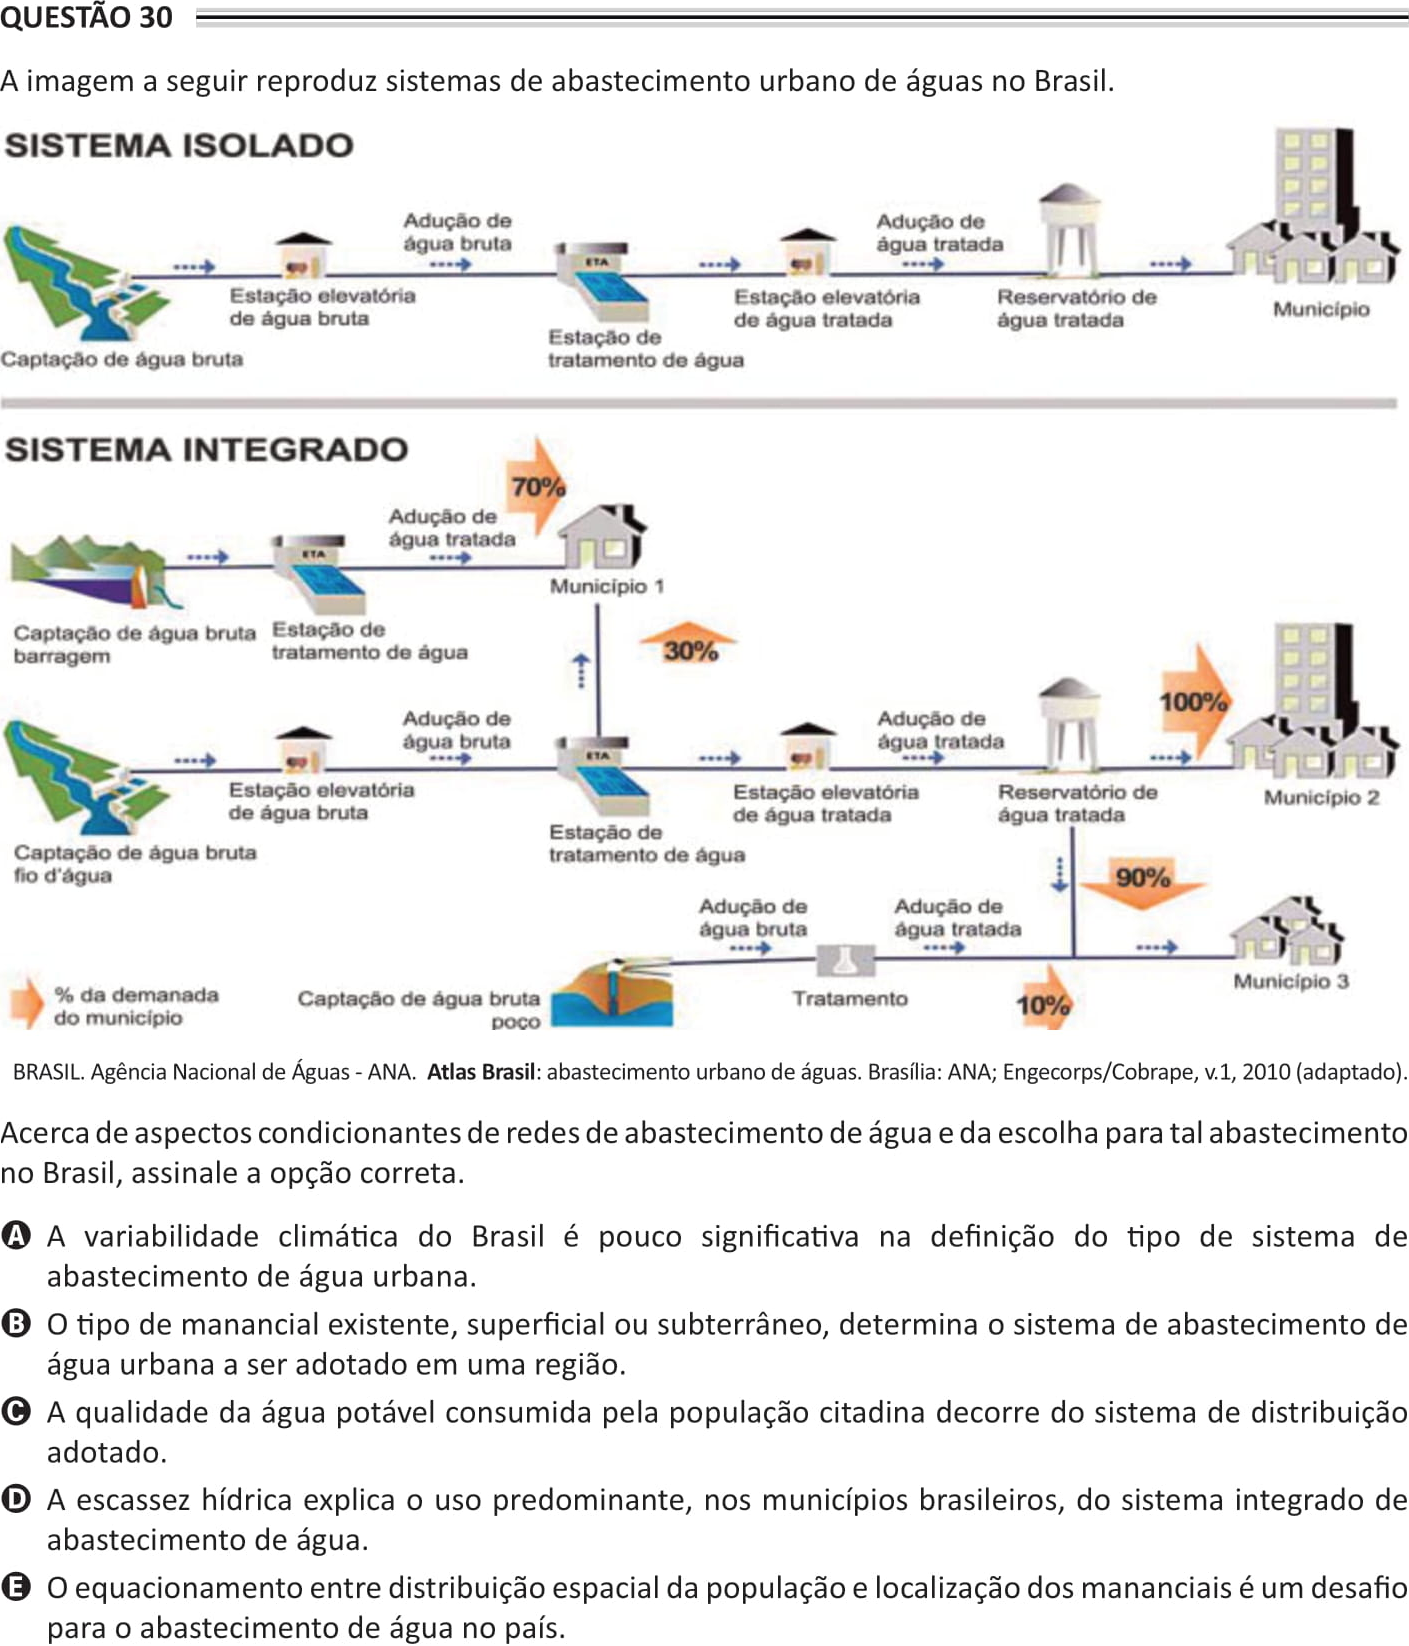 QUESTÃO 30
A imagem a seguir reproduz sistemas de abastecimento urbano de águas no Brasil.
SISTEMA ISOLADO
Captação de água bruta
Estação elevatória
de água bruta
Adução de
água bruta
ETA
Estação de
tratamento de água
Estação elevatória
de água tratada
Adução de
água tratada
Reservatório de
água tratada
Município
SISTEMA INTEGRADO
Captação de água bruta
barragem
ETA
Estação de
tratamento de água
Adução de
água tratada
70%
Município 1
30%
Captação de água bruta
fio d'água
Estação elevatória
de água bruta
Adução de
água bruta
ETA
Estação de
tratamento de água
Estação elevatória
de água tratada
Adução de
água tratada
Reservatório de
água tratada
100%
Município 2
90%
Captação de água bruta
poço
Adução de
água bruta
Tratamento
Adução de
água tratada
10%
Município 3
% da demanada
do município
BRASIL. Agência Nacional de Águas - ANA. Atlas Brasil: abastecimento urbano de águas. Brasília: ANA; Engecorps/Cobrape, v.1, 2010 (adaptado).
Acerca de aspectos condicionantes de redes de abastecimento de água e da escolha para tal abastecimento
no Brasil, assinale a opção correta.
A A variabilidade climática do Brasil é pouco significativa na definição do tipo de sistema de
abastecimento de água urbana.
B O tipo de manancial existente, superficial ou subterrâneo, determina o sistema de abastecimento de
água urbana a ser adotado em uma região.
C A qualidade da água potável consumida pela população citadina decorre do sistema de distribuição
adotado.
D A escassez hídrica explica o uso predominante, nos municípios brasileiros, do sistema integrado de
abastecimento de água.
E O equacionamento entre distribuição espacial da população e localização dos mananciais é um desafio
para o abastecimento de água no país.